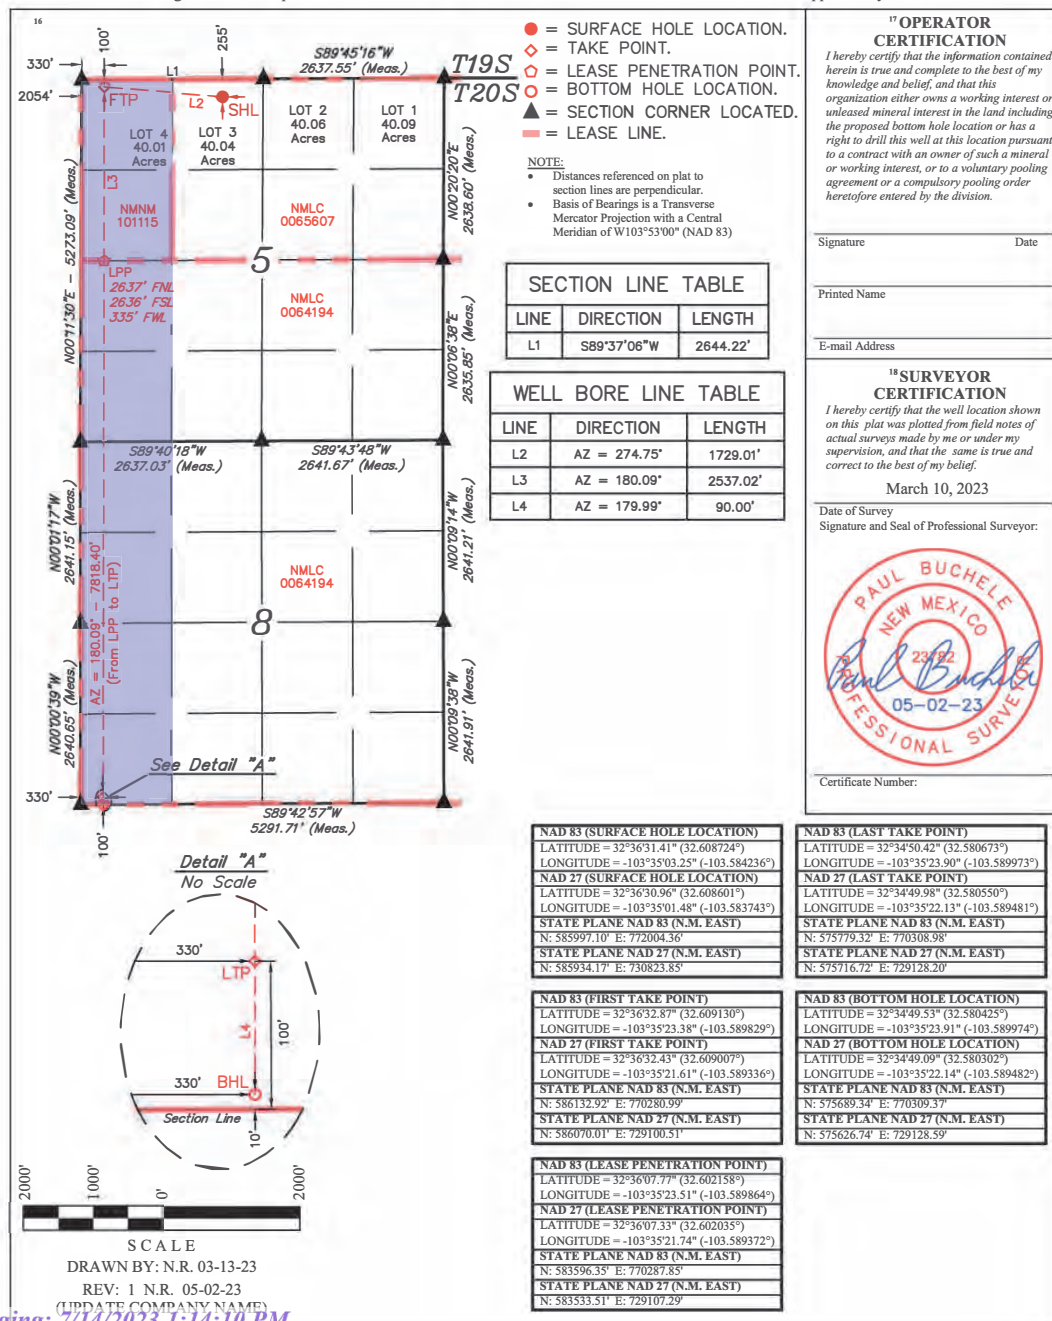 16
100'
255'
330'
S89°45'16"W
2637.55' (Meas.)
L1
T19S
T20S
2054'
FTP
L2
SHL
LOT 4
40.01
Acres
LOT 3
40.04
Acres
LOT 2
40.06
Acres
LOT 1
40.09
Acres
L3
NMNM
101115
NMLC
0065607
N00°20'20"E
2638.60' (Meas.)
N00°11'30"E - 5273.09' (Meas.)
5
LPP
2637' FNL
2636' FSL
335' FWL
NMLC
0064194
N00°06'38"E
2635.85' (Meas.)
S89°40'18"W
2637.03' (Meas.)
S89°43'48"W
2641.67' (Meas.)
N00°01'17"W
2641.15' (Meas.)
N00°09'14"W
2641.21' (Meas.)
NMLC
0064194
AZ = 180.09° - 7818.40'
(From LPP to LTP)
8
N00°00'39"W
2640.65' (Meas.)
N00°09'38"W
2641.91' (Meas.)
See Detail "A"
330'
100'
S89°42'57"W
5291.71' (Meas.)
= SURFACE HOLE LOCATION.
= TAKE POINT.
= LEASE PENETRATION POINT.
= BOTTOM HOLE LOCATION.
= SECTION CORNER LOCATED.
= LEASE LINE.
NOTE:
• Distances referenced on plat to
section lines are perpendicular.
• Basis of Bearings is a Transverse
Mercator Projection with a Central
Meridian of W103°53'00" (NAD 83)
SECTION LINE TABLE
LINE DIRECTION LENGTH
L1 S89°37'06"W 2644.22'
WELL BORE LINE TABLE
LINE DIRECTION LENGTH
L2 AZ = 274.75° 1729.01'
L3 AZ = 180.09° 2537.02'
L4 AZ = 179.99° 90.00'
17 OPERATOR
CERTIFICATION
I hereby certify that the information contained
herein is true and complete to the best of my
knowledge and belief, and that this
organization either owns a working interest or
unleased mineral interest in the land including
the proposed bottom hole location or has a
right to drill this well at this location pursuant
to a contract with an owner of such a mineral
or working interest, or to a voluntary pooling
agreement or a compulsory pooling order
heretofore entered by the division.
Signature Date
Printed Name
E-mail Address
18 SURVEYOR
CERTIFICATION
I hereby certify that the well location shown
on this plat was plotted from field notes of
actual surveys made by me or under my
supervision, and that the same is true and
correct to the best of my belief.
March 10, 2023
Date of Survey
Signature and Seal of Professional Surveyor:
PAUL BUCHELE
NEW MEXICO
23782
Paul Buchele
05-02-23
PROFESSIONAL SURVEYOR
Certificate Number:
Detail "A"
No Scale
330'
LTP
L4
100'
330'
BHL
Section Line
10'
2000'
1000'
0'
2000'
SCALE
DRAWN BY: N.R. 03-13-23
REV: 1 N.R. 05-02-23
(UPDATE COMPANY NAME)
ging: 7/14/2023 1:14:10 PM
NAD 83 (SURFACE HOLE LOCATION)
LATITUDE = 32°36'31.41" (32.608724°)
LONGITUDE = -103°35'03.25" (-103.584236°)
NAD 27 (SURFACE HOLE LOCATION)
LATITUDE = 32°36'30.96" (32.608601°)
LONGITUDE = -103°35'01.48" (-103.583743°)
STATE PLANE NAD 83 (N.M. EAST)
N: 585997.10' E: 772004.36'
STATE PLANE NAD 27 (N.M. EAST)
N: 585934.17' E: 730823.85'
NAD 83 (LAST TAKE POINT)
LATITUDE = 32°34'50.42" (32.580673°)
LONGITUDE = -103°35'23.90" (-103.589973°)
NAD 27 (LAST TAKE POINT)
LATITUDE = 32°34'49.98" (32.580550°)
LONGITUDE = -103°35'22.13" (-103.589481°)
STATE PLANE NAD 83 (N.M. EAST)
N: 575779.32' E: 770308.98'
STATE PLANE NAD 27 (N.M. EAST)
N: 575716.72' E: 729128.20'
NAD 83 (FIRST TAKE POINT)
LATITUDE = 32°36'32.87" (32.609130°)
LONGITUDE = -103°35'23.38" (-103.589829°)
NAD 27 (FIRST TAKE POINT)
LATITUDE = 32°36'32.43" (32.609007°)
LONGITUDE = -103°35'21.61" (-103.589336°)
STATE PLANE NAD 83 (N.M. EAST)
N: 586132.92' E: 770280.99'
STATE PLANE NAD 27 (N.M. EAST)
N: 586070.01' E: 729100.51'
NAD 83 (BOTTOM HOLE LOCATION)
LATITUDE = 32°34'49.53" (32.580425°)
LONGITUDE = -103°35'23.91" (-103.589974°)
NAD 27 (BOTTOM HOLE LOCATION)
LATITUDE = 32°34'49.09" (32.580302°)
LONGITUDE = -103°35'22.14" (-103.589482°)
STATE PLANE NAD 83 (N.M. EAST)
N: 575689.34' E: 770309.37'
STATE PLANE NAD 27 (N.M. EAST)
N: 575626.74' E: 729128.59'
NAD 83 (LEASE PENETRATION POINT)
LATITUDE = 32°36'07.77" (32.602158°)
LONGITUDE = -103°35'23.51" (-103.589864°)
NAD 27 (LEASE PENETRATION POINT)
LATITUDE = 32°36'07.33" (32.602035°)
LONGITUDE = -103°35'21.74" (-103.589372°)
STATE PLANE NAD 83 (N.M. EAST)
N: 583596.35' E: 770287.85'
STATE PLANE NAD 27 (N.M. EAST)
N: 583533.51' E: 729107.29'